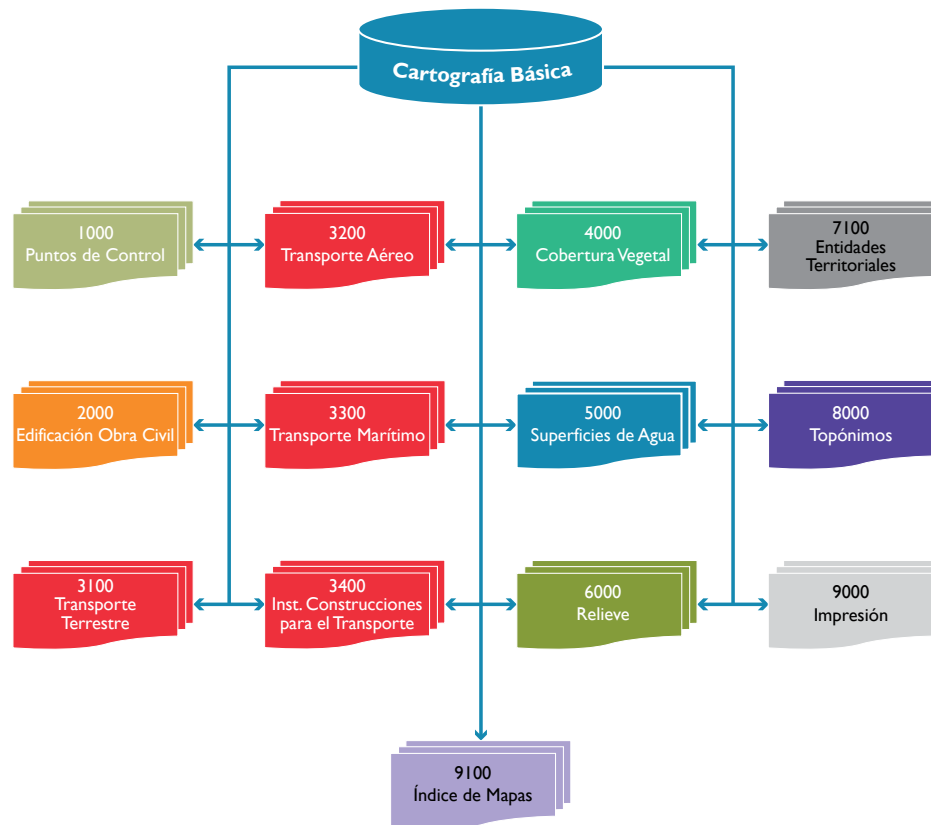 Cartografía Básica
1000
Puntos de Control
3200
Transporte Aéreo
4000
Cobertura Vegetal
7100
Entidades
Territoriales
2000
Edificación Obra Civil
3300
Transporte Marítimo
5000
Superficies de Agua
8000
Topónimos
3100
Transporte
Terrestre
3400
Inst. Construcciones
para el Transporte
6000
Relieve
9000
Impresión
9100
Índice de Mapas